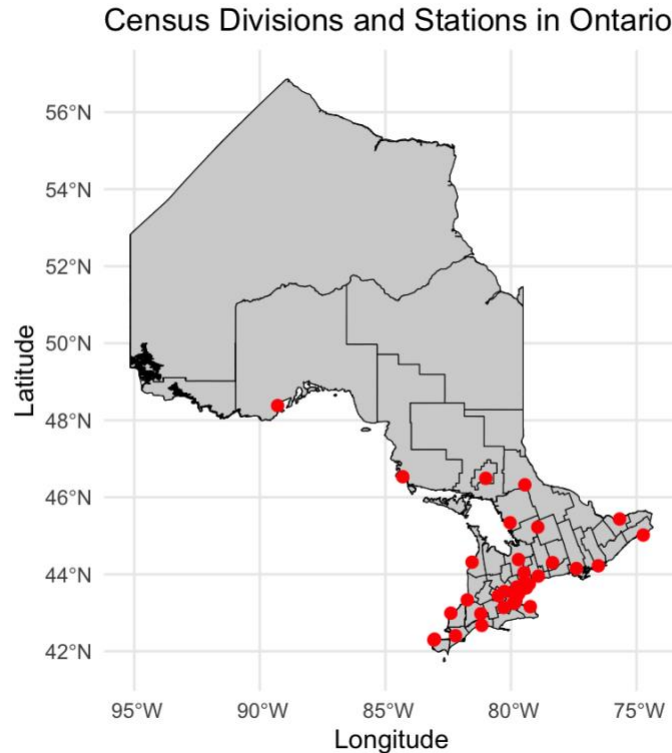 Census Divisions and Stations in Ontario
56°N
54°N
52°N
50°N
48°N
46°N
44°N
42°N
Latitude
95°W 90°W 85°W 80°W 75°W
Longitude